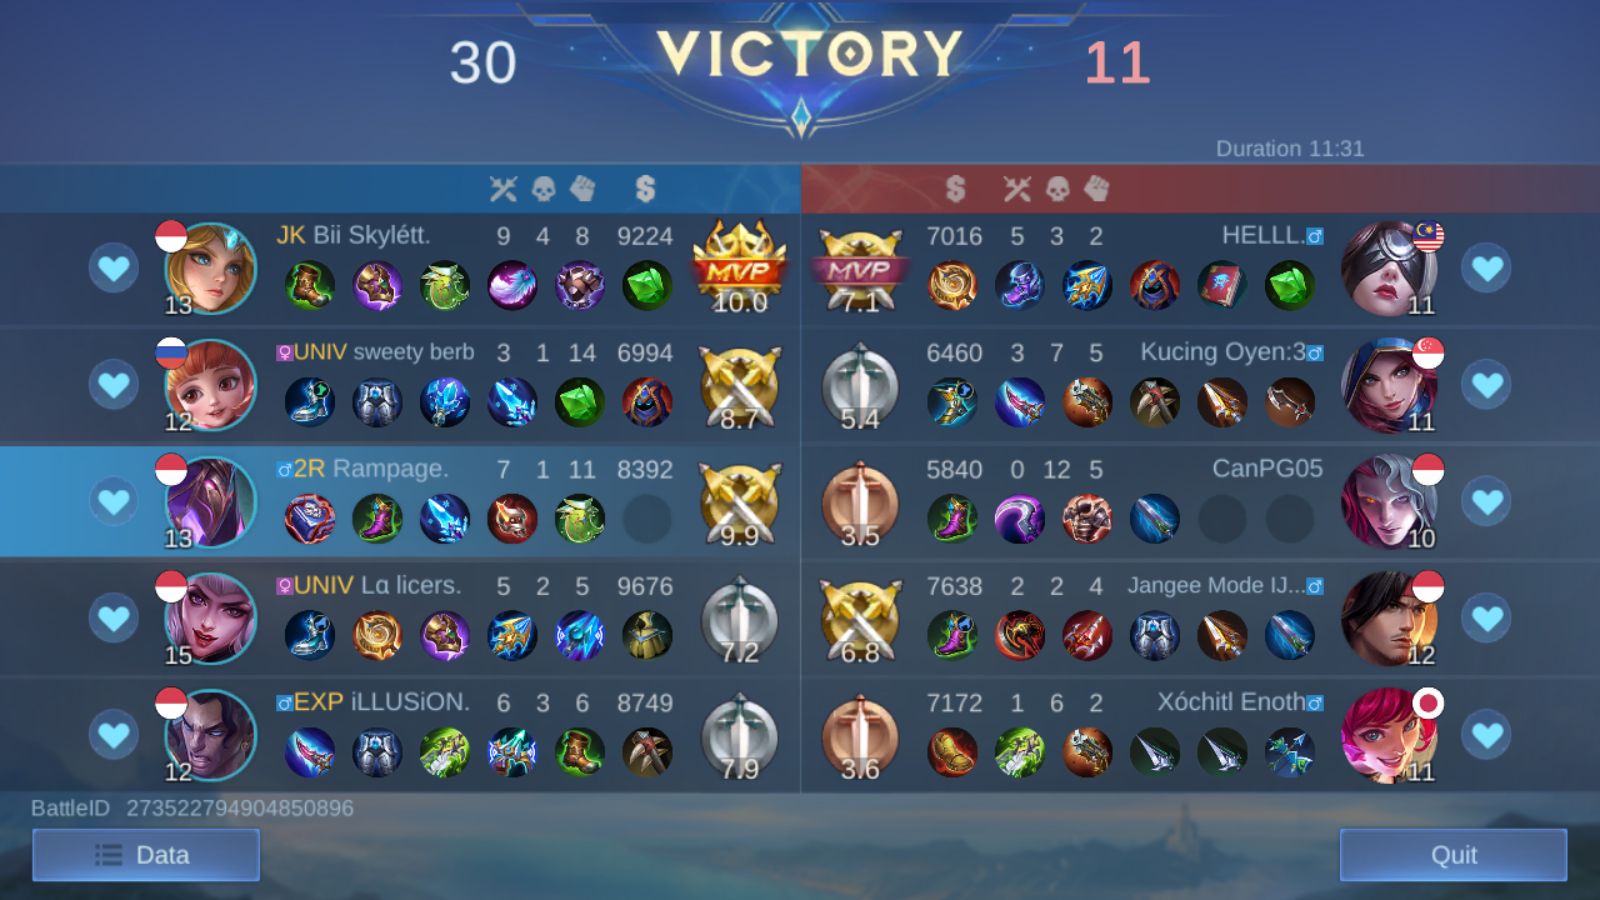 30 VICTORY 11
Duration 11:31
JK Bii Skylétt. 9 4 8 9224 MVP 10.0 13
MVP 7.1 7016 5 3 2 HELLL. 11
UNIV sweety berb 3 1 14 6994 8.7 12
5.4 6460 3 7 5 Kucing Oyen:3 11
2R Rampage. 7 1 11 8392 9.9 13
3.5 5840 0 12 5 CanPG05 10
UNIV Lα licers. 5 2 5 9676 7.2 15
6.8 7638 2 2 4 Jangee Mode IJ... 12
EXP iLLUSiON. 6 3 6 8749 7.9 12
3.6 7172 1 6 2 Xóchitl Enoth 11
BattleID 273522794904850896
Data
Quit